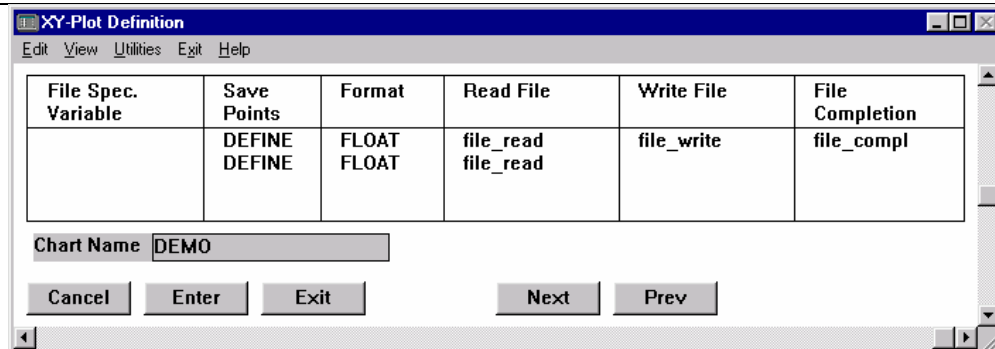 XY-Plot Definition
Edit View Utilities Exit Help
File Spec. Variable Save Points Format Read File Write File File Completion
DEFINE FLOAT file_read file_write file_compl
DEFINE FLOAT file_read
Chart Name DEMO
Cancel Enter Exit Next Prev